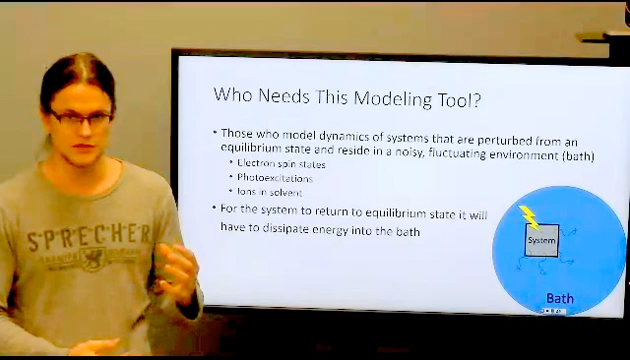 Who Needs This Modeling Tool?
• Those who model dynamics of systems that are perturbed from an
equilibrium state and reside in a noisy, fluctuating environment (bath)
• Electron spin states
• Photoexcitations
• Ions in solvent
• For the system to return to equilibrium state it will
have to dissipate energy into the bath
System
Bath
SPRECHER